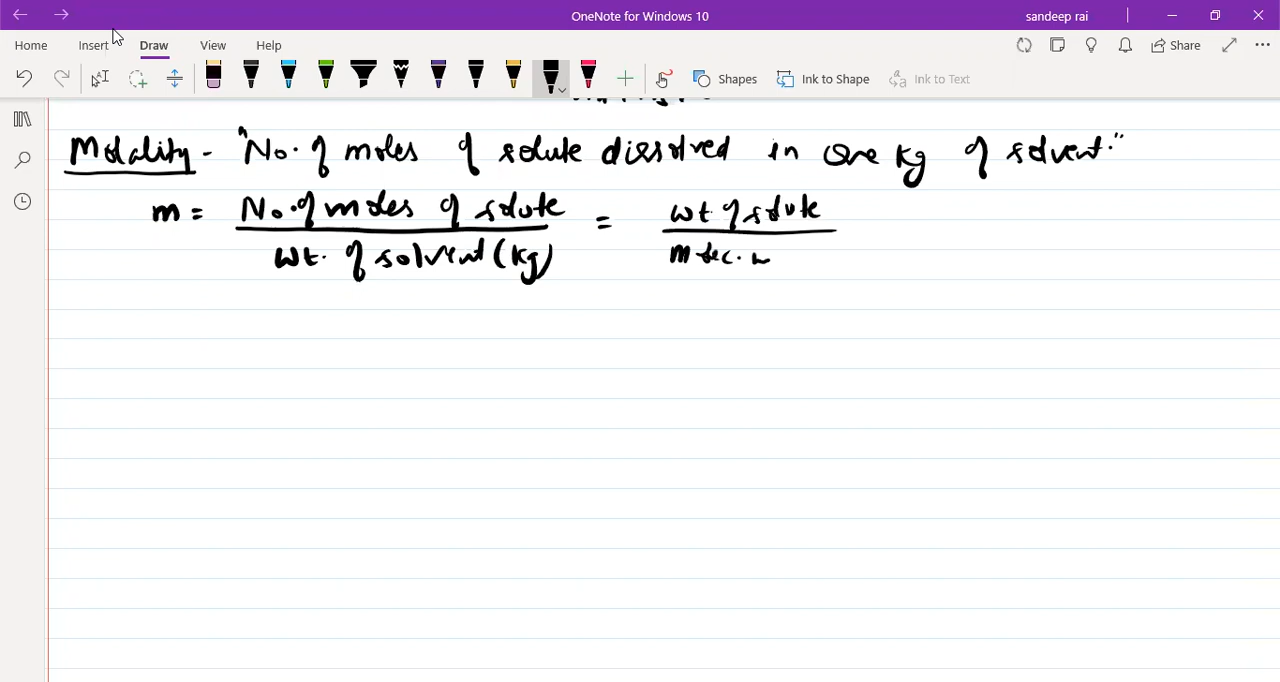 OneNote for Windows 10
sandeep rai
Home Insert Draw View Help
Share
Shapes Ink to Shape Ink to Text
Molality - "No. of moles of solute dissolved in one kg of solvent."
m = No. of moles of solute = wt. of solute
wt. of solvent (kg) molec. w